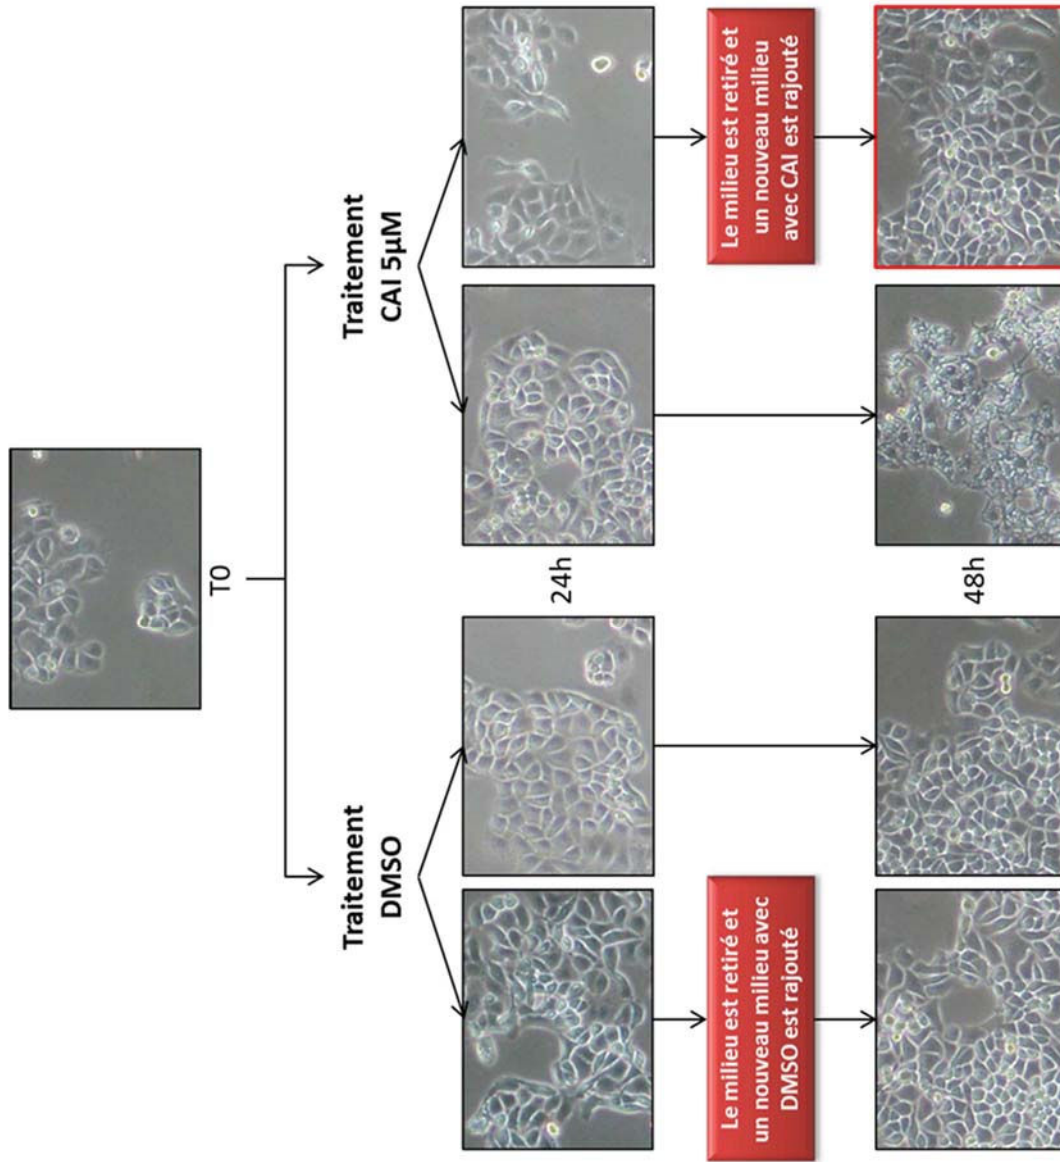 T0
Traitement
DMSO
Traitement
CAI 5µM
24h
Le milieu est retiré et
un nouveau milieu avec
DMSO est rajouté
Le milieu est retiré et
un nouveau milieu
avec CAI est rajouté
48h